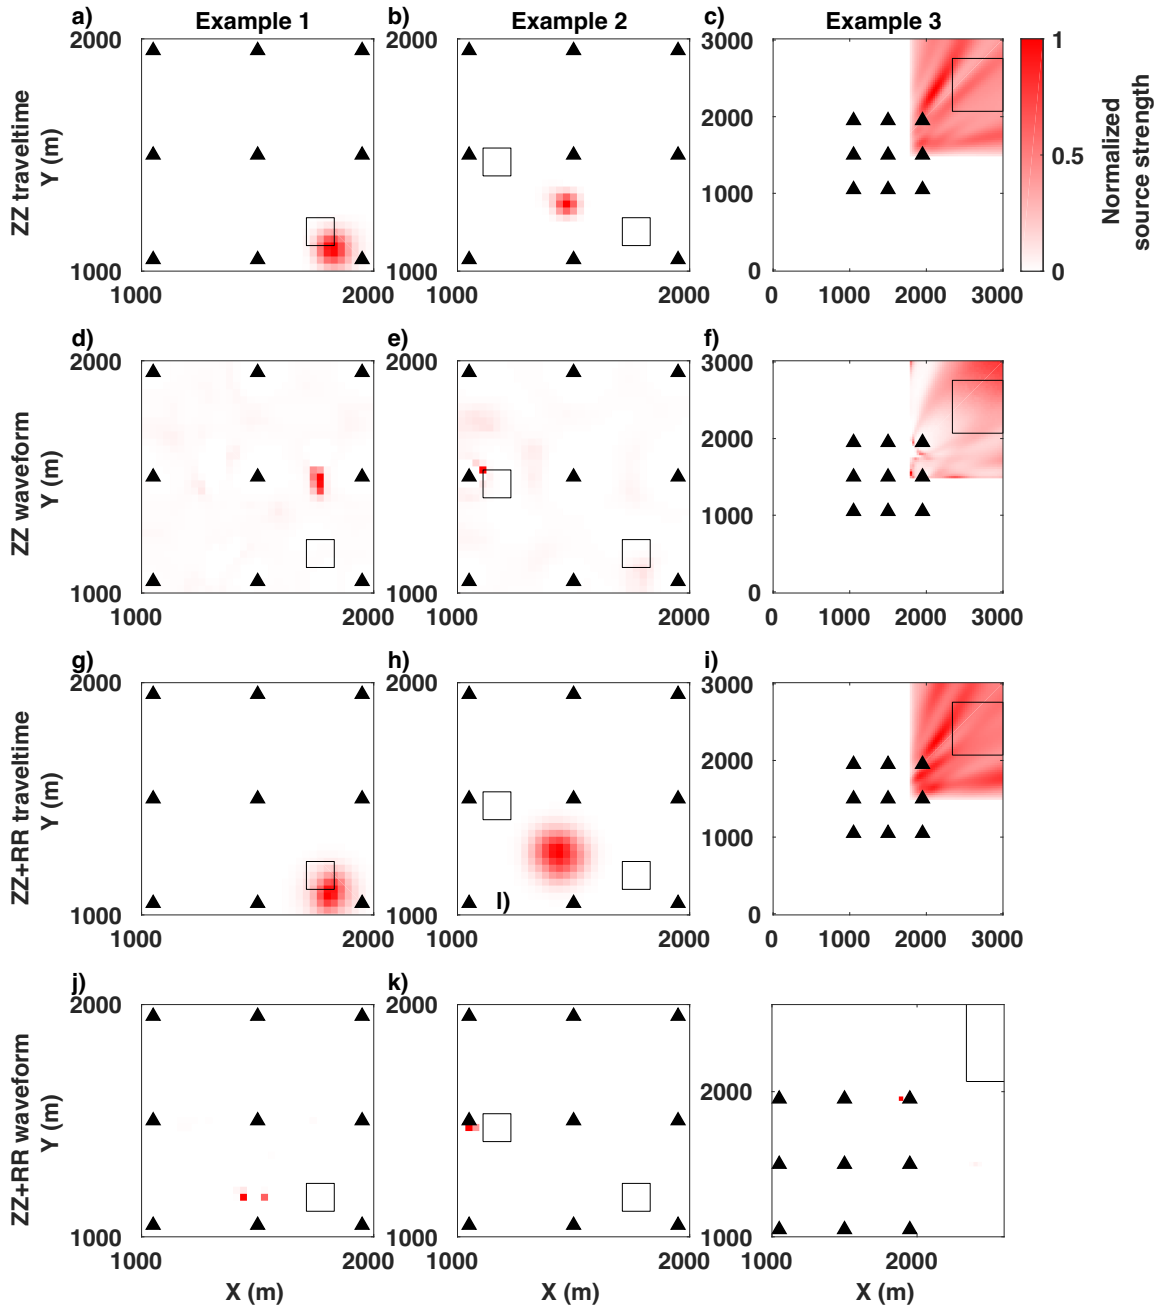 a) Example 1 b) Example 2 c) Example 3
2000 2000 3000 1
ZZ traveltime
Y (m)
2000
1000
0.5
Normalized
source strength
1000 1000 0 0
1000 2000 1000 2000 0 1000 2000 3000
d) e) f)
2000 2000 3000
ZZ waveform
Y (m)
2000
1000
1000 1000 0
1000 2000 1000 2000 0 1000 2000 3000
g) h) i)
2000 2000 3000
ZZ+RR traveltime
Y (m)
2000
1000
l)
1000 1000 0
1000 2000 1000 2000 0 1000 2000 3000
j) k)
2000 2000
ZZ+RR waveform
Y (m)
2000
1000 1000 1000
1000 2000 1000 2000 1000 2000
X (m) X (m) X (m)